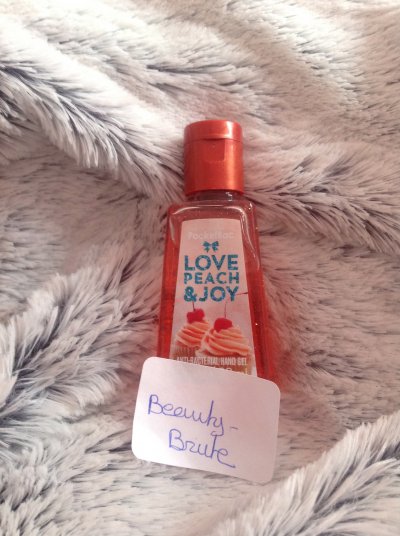 PocketBac
LOVE
PEACH
& JOY
ANTI-BACTERIAL HAND GEL
Beauty-
Brute